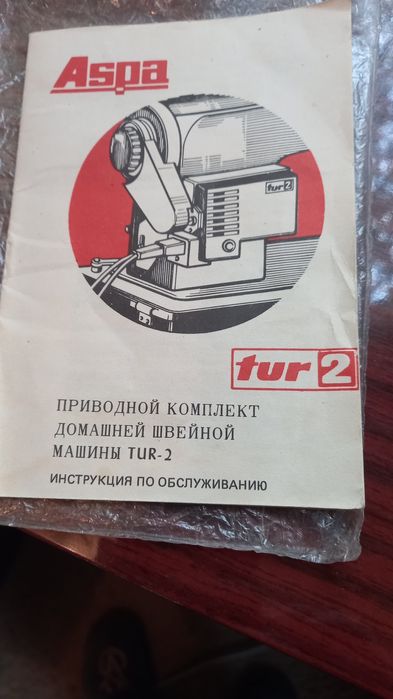 Aspa
tur 2
tur 2
ПРИВОДНОЙ КОМПЛЕКТ
ДОМАШНЕЙ ШВЕЙНОЙ
МАШИНЫ TUR-2
ИНСТРУКЦИЯ ПО ОБСЛУЖИВАНИЮ